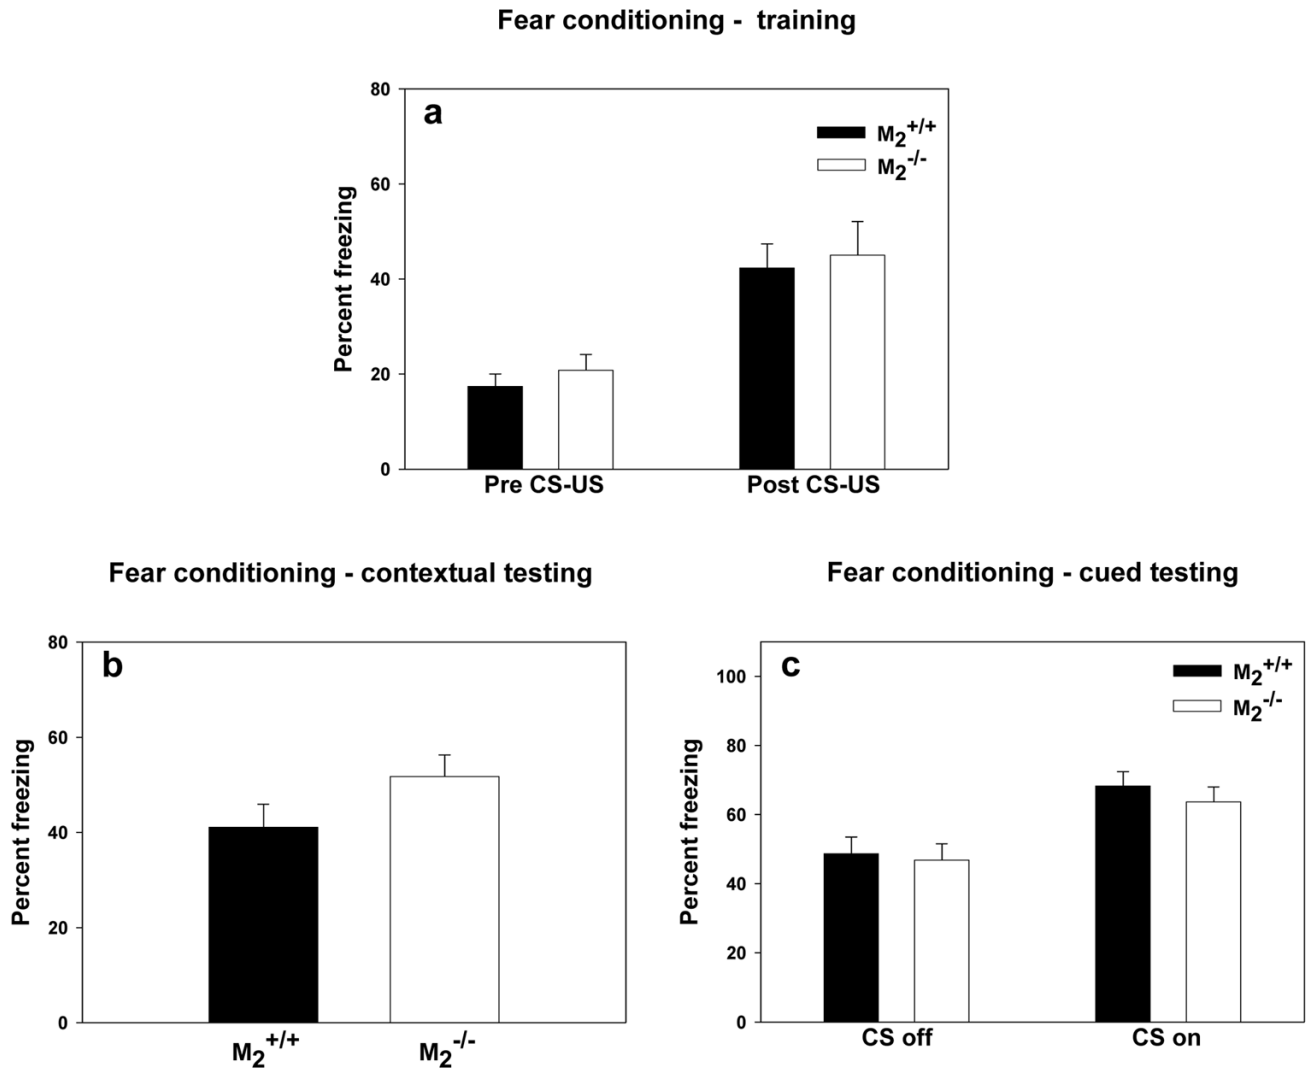 Fear conditioning - training
a
M2+/+
M2-/-
Percent freezing
80
60
40
20
0
Pre CS-US Post CS-US
Fear conditioning - contextual testing
b
Percent freezing
80
60
40
20
0
M2+/+ M2-/-
Fear conditioning - cued testing
c
M2+/+
M2-/-
Percent freezing
100
80
60
40
20
0
CS off CS on